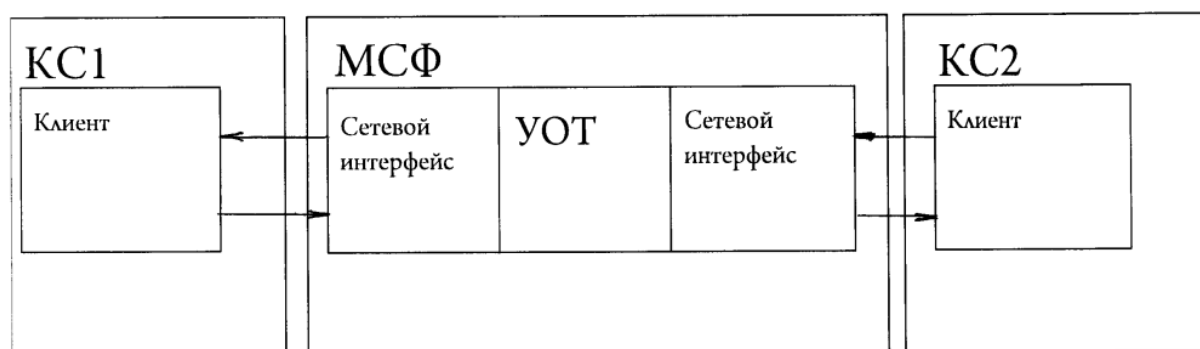 КС1
МСФ
КС2
Клиент
Сетевой
интерфейс
УОТ
Сетевой
интерфейс
Клиент